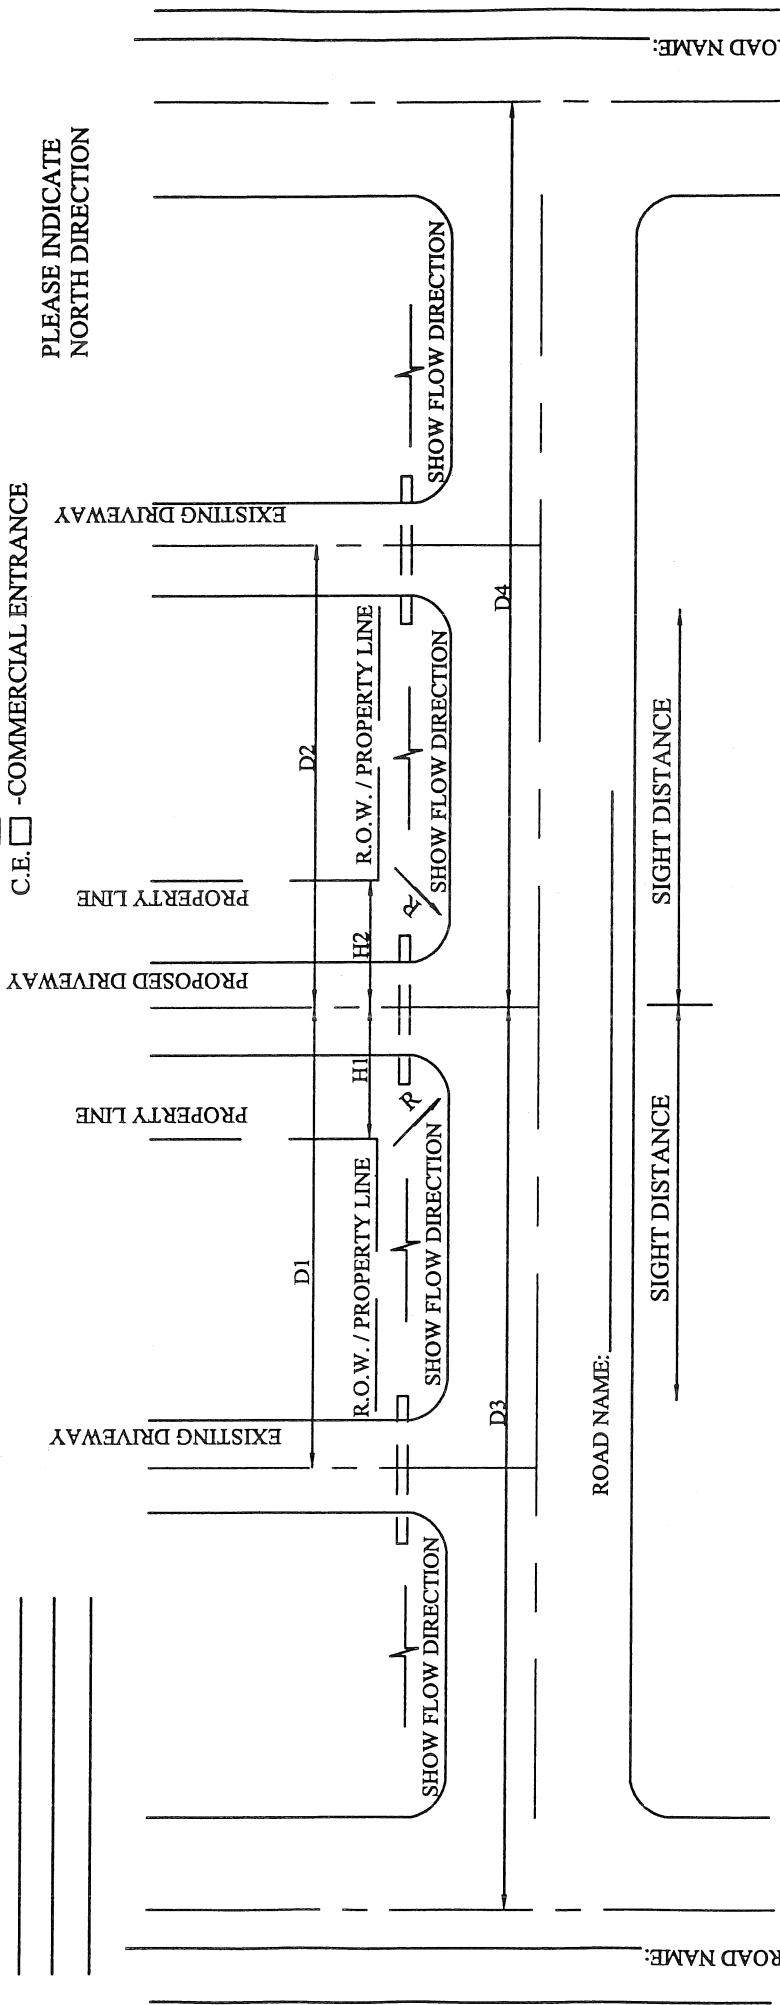 C.E. -COMMERCIAL ENTRANCE
PLEASE INDICATE
NORTH DIRECTION
EXISTING DRIVEWAY
PROPERTY LINE
PROPOSED DRIVEWAY
PROPERTY LINE
EXISTING DRIVEWAY
D1
D2
H1
H2
R.O.W. / PROPERTY LINE
R.O.W. / PROPERTY LINE
R
R
SHOW FLOW DIRECTION
SHOW FLOW DIRECTION
SHOW FLOW DIRECTION
SHOW FLOW DIRECTION
D3
D4
ROAD NAME:
SIGHT DISTANCE
SIGHT DISTANCE
ROAD NAME:
OAD NAME: